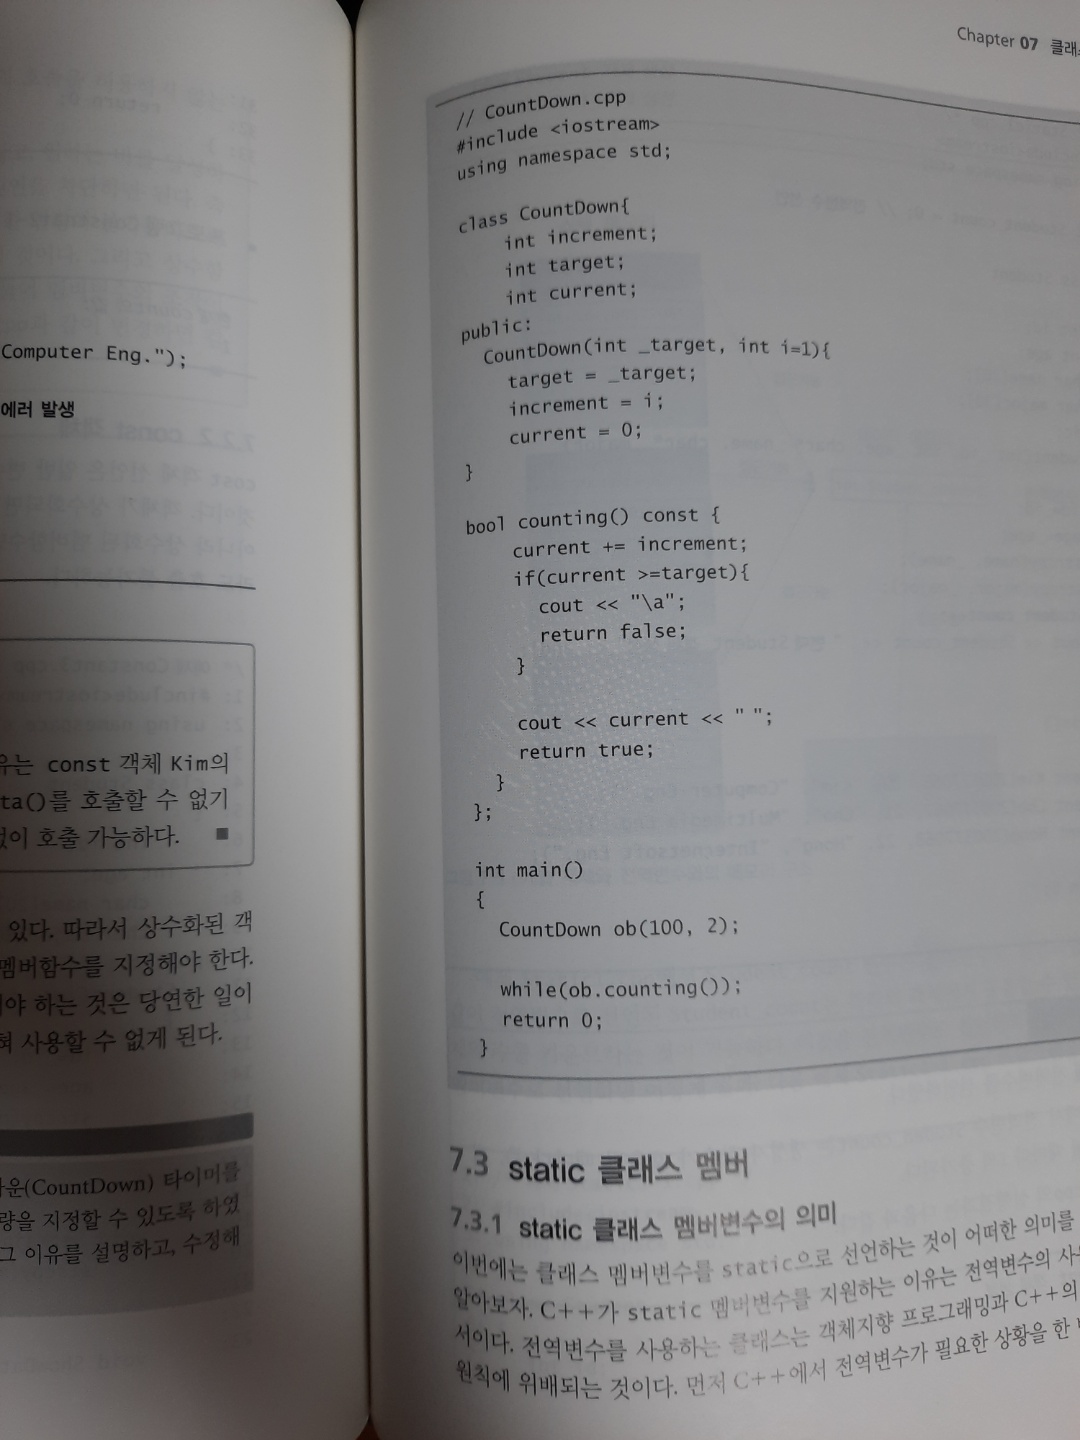 Computer Eng.");
에러 발생
유는 const 객체 Kim의
ta()를 호출할 수 없기
없이 호출 가능하다. ■
있다. 따라서 상수화된 객
멤버함수를 지정해야 한다.
해야 하는 것은 당연한 일이
사용할 수 없게 된다.
운(CountDown) 타이머를
량을 지정할 수 있도록 하였
그 이유를 설명하고, 수정해
Chapter 07 클래
// CountDown.cpp
#include <iostream>
using namespace std;
class CountDown{
int increment;
int target;
int current;
public:
CountDown(int _target, int i=1){
target = _target;
increment = i;
current = 0;
}
bool counting() const {
current += increment;
if(current >=target){
cout << "\a";
return false;
}
cout << current << " ";
return true;
}
};
int main()
{
CountDown ob(100, 2);
while(ob.counting());
return 0;
}
7.3 static 클래스 멤버
7.3.1 static 클래스 멤버변수의 의미
이번에는 클래스 멤버변수를 static으로 선언하는 것이 어떠한 의미를
알아보자. C++가 static 멤버변수를 지원하는 이유는 전역변수의
서이다. 전역변수를 사용하는 클래스는 객체지향 프로그래밍과 C++의
원칙에 위배되는 것이다. 먼저 C++에서 전역변수가 필요한 상황을 한